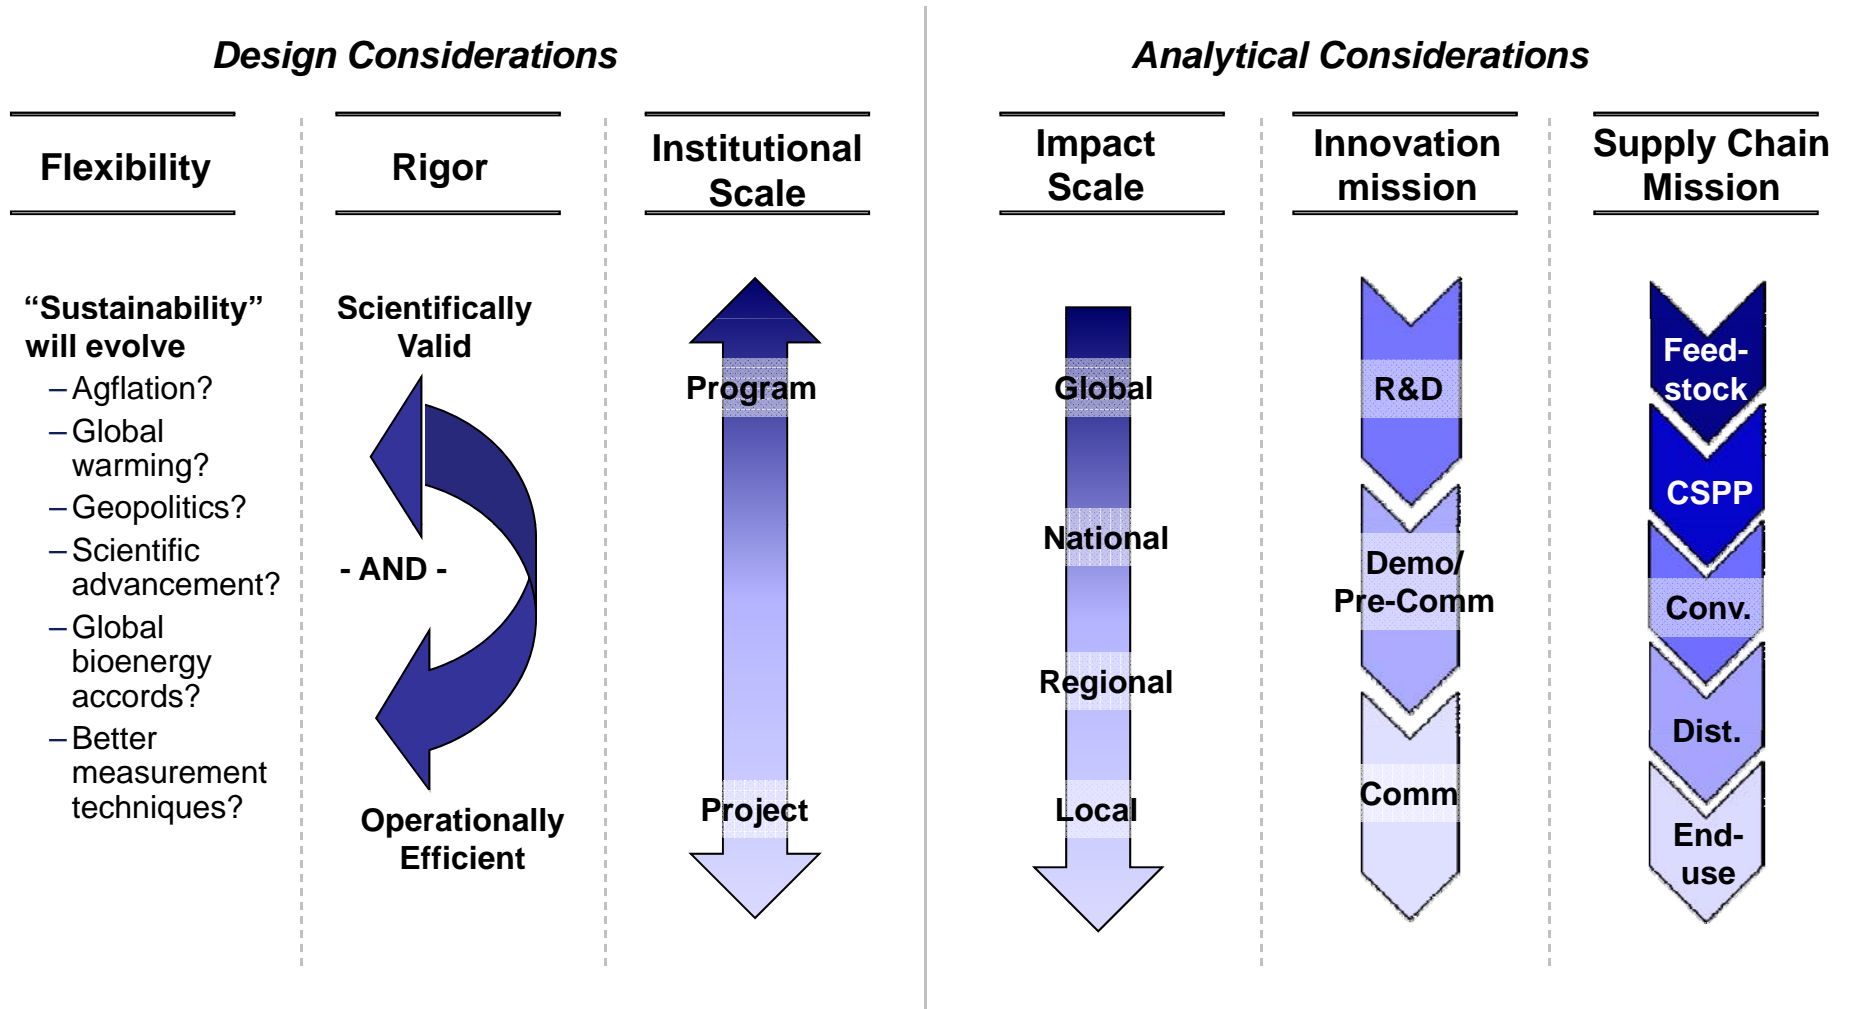 Design Considerations
Flexibility
“Sustainability”
will evolve
– Agflation?
– Global
warming?
– Geopolitics?
– Scientific
advancement?
– Global
bioenergy
accords?
– Better
measurement
techniques?
Rigor
Scientifically
Valid
- AND -
Operationally
Efficient
Institutional
Scale
Program
Project
Analytical Considerations
Impact
Scale
Global
National
Regional
Local
Innovation
mission
R&D
Demo/
Pre-Comm
Comm
Supply Chain
Mission
Feed-
stock
CSPP
Conv.
Dist.
End-
use